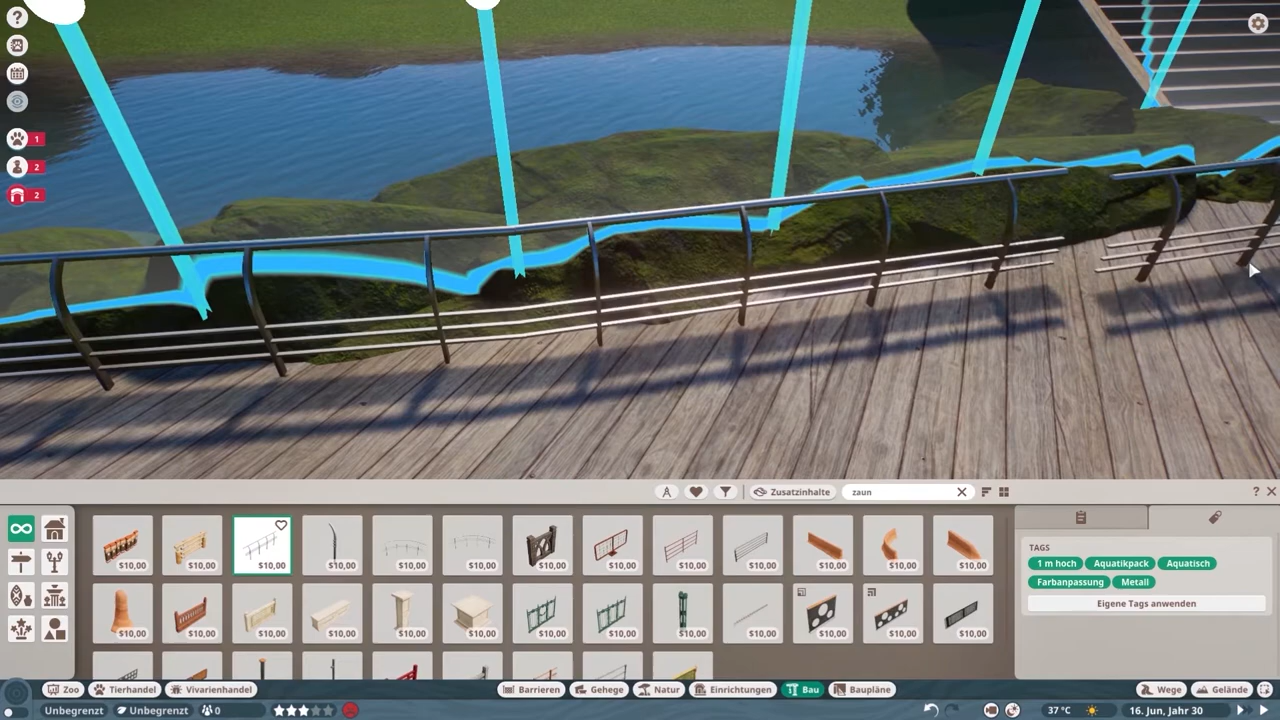 ?
1
2
2
Zusatzinhalte
zaun
?
$10,00 $10,00 $10,00 $10,00 $10,00 $10,00 $10,00 $10,00 $10,00 $10,00 $10,00 $10,00 $10,00
$10,00 $10,00 $10,00 $10,00 $10,00 $10,00 $10,00 $10,00 $10,00 $10,00 $10,00 $10,00 $10,00
TAGS
1 m hoch Aquatikpack Aquatisch
Farbanpassung Metall
Eigene Tags anwenden
Zoo Tierhandel Vivarienhandel Barrieren Gehege Natur Einrichtungen Bau Baupläne Wege Gelände
Unbegrenzt Unbegrenzt 0 37 °C 16. Jun, Jahr 30